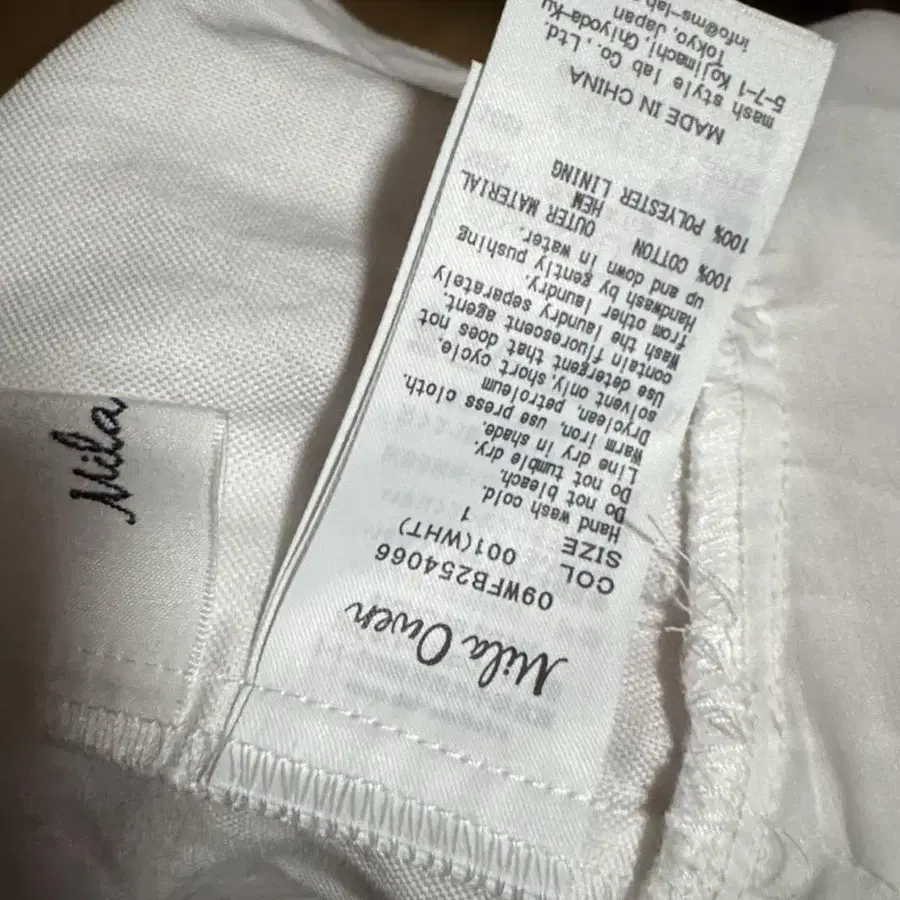 Mila Owen
09WFB254066
COL 001(WHT)
SIZE 1
Hand wash cold.
Do not bleach.
Do not tumble dry.
Line dry in shade.
Warm iron, use press cloth.
Dryclean, petroleum
solvent only, short cycle.
Use detergent that does not
contain fluorescent agent.
Wash the laundry separately
from other laundry.
Handwash by gently pushing
up and down in water.
100% COTTON OUTER MATERIAL
HEM
100% POLYESTER LINING
MADE IN CHINA
mash style lab Co., Ltd.
5-7-1 Kojimachi, Chiyoda-Ku
Tokyo, Japan
info@ms-lab
Mila